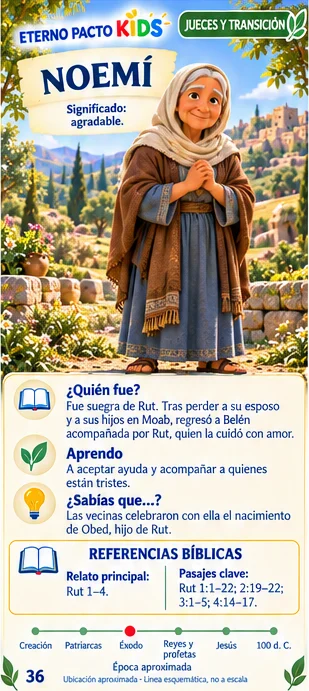 ETERNO PACTO KIDS
JUECES Y TRANSICIÓN
NOEMÍ
Significado:
agradable.
¿Quién fue?
Fue suegra de Rut. Tras perder a su esposo
y a sus hijos en Moab, regresó a Belén
acompañada por Rut, quien la cuidó con amor.
Aprendo
A aceptar ayuda y acompañar a quienes
están tristes.
¿Sabías que...?
Las vecinas celebraron con ella el nacimiento
de Obed, hijo de Rut.
REFERENCIAS BÍBLICAS
Relato principal:
Rut 1–4.
Pasajes clave:
Rut 1:1–22; 2:19–22;
3:1–5; 4:14–17.
Creación
Patriarcas
Éxodo
Reyes y
profetas
Jesús
100 d. C.
Época aproximada
Ubicación aproximada - Línea esquemática, no a escala
36